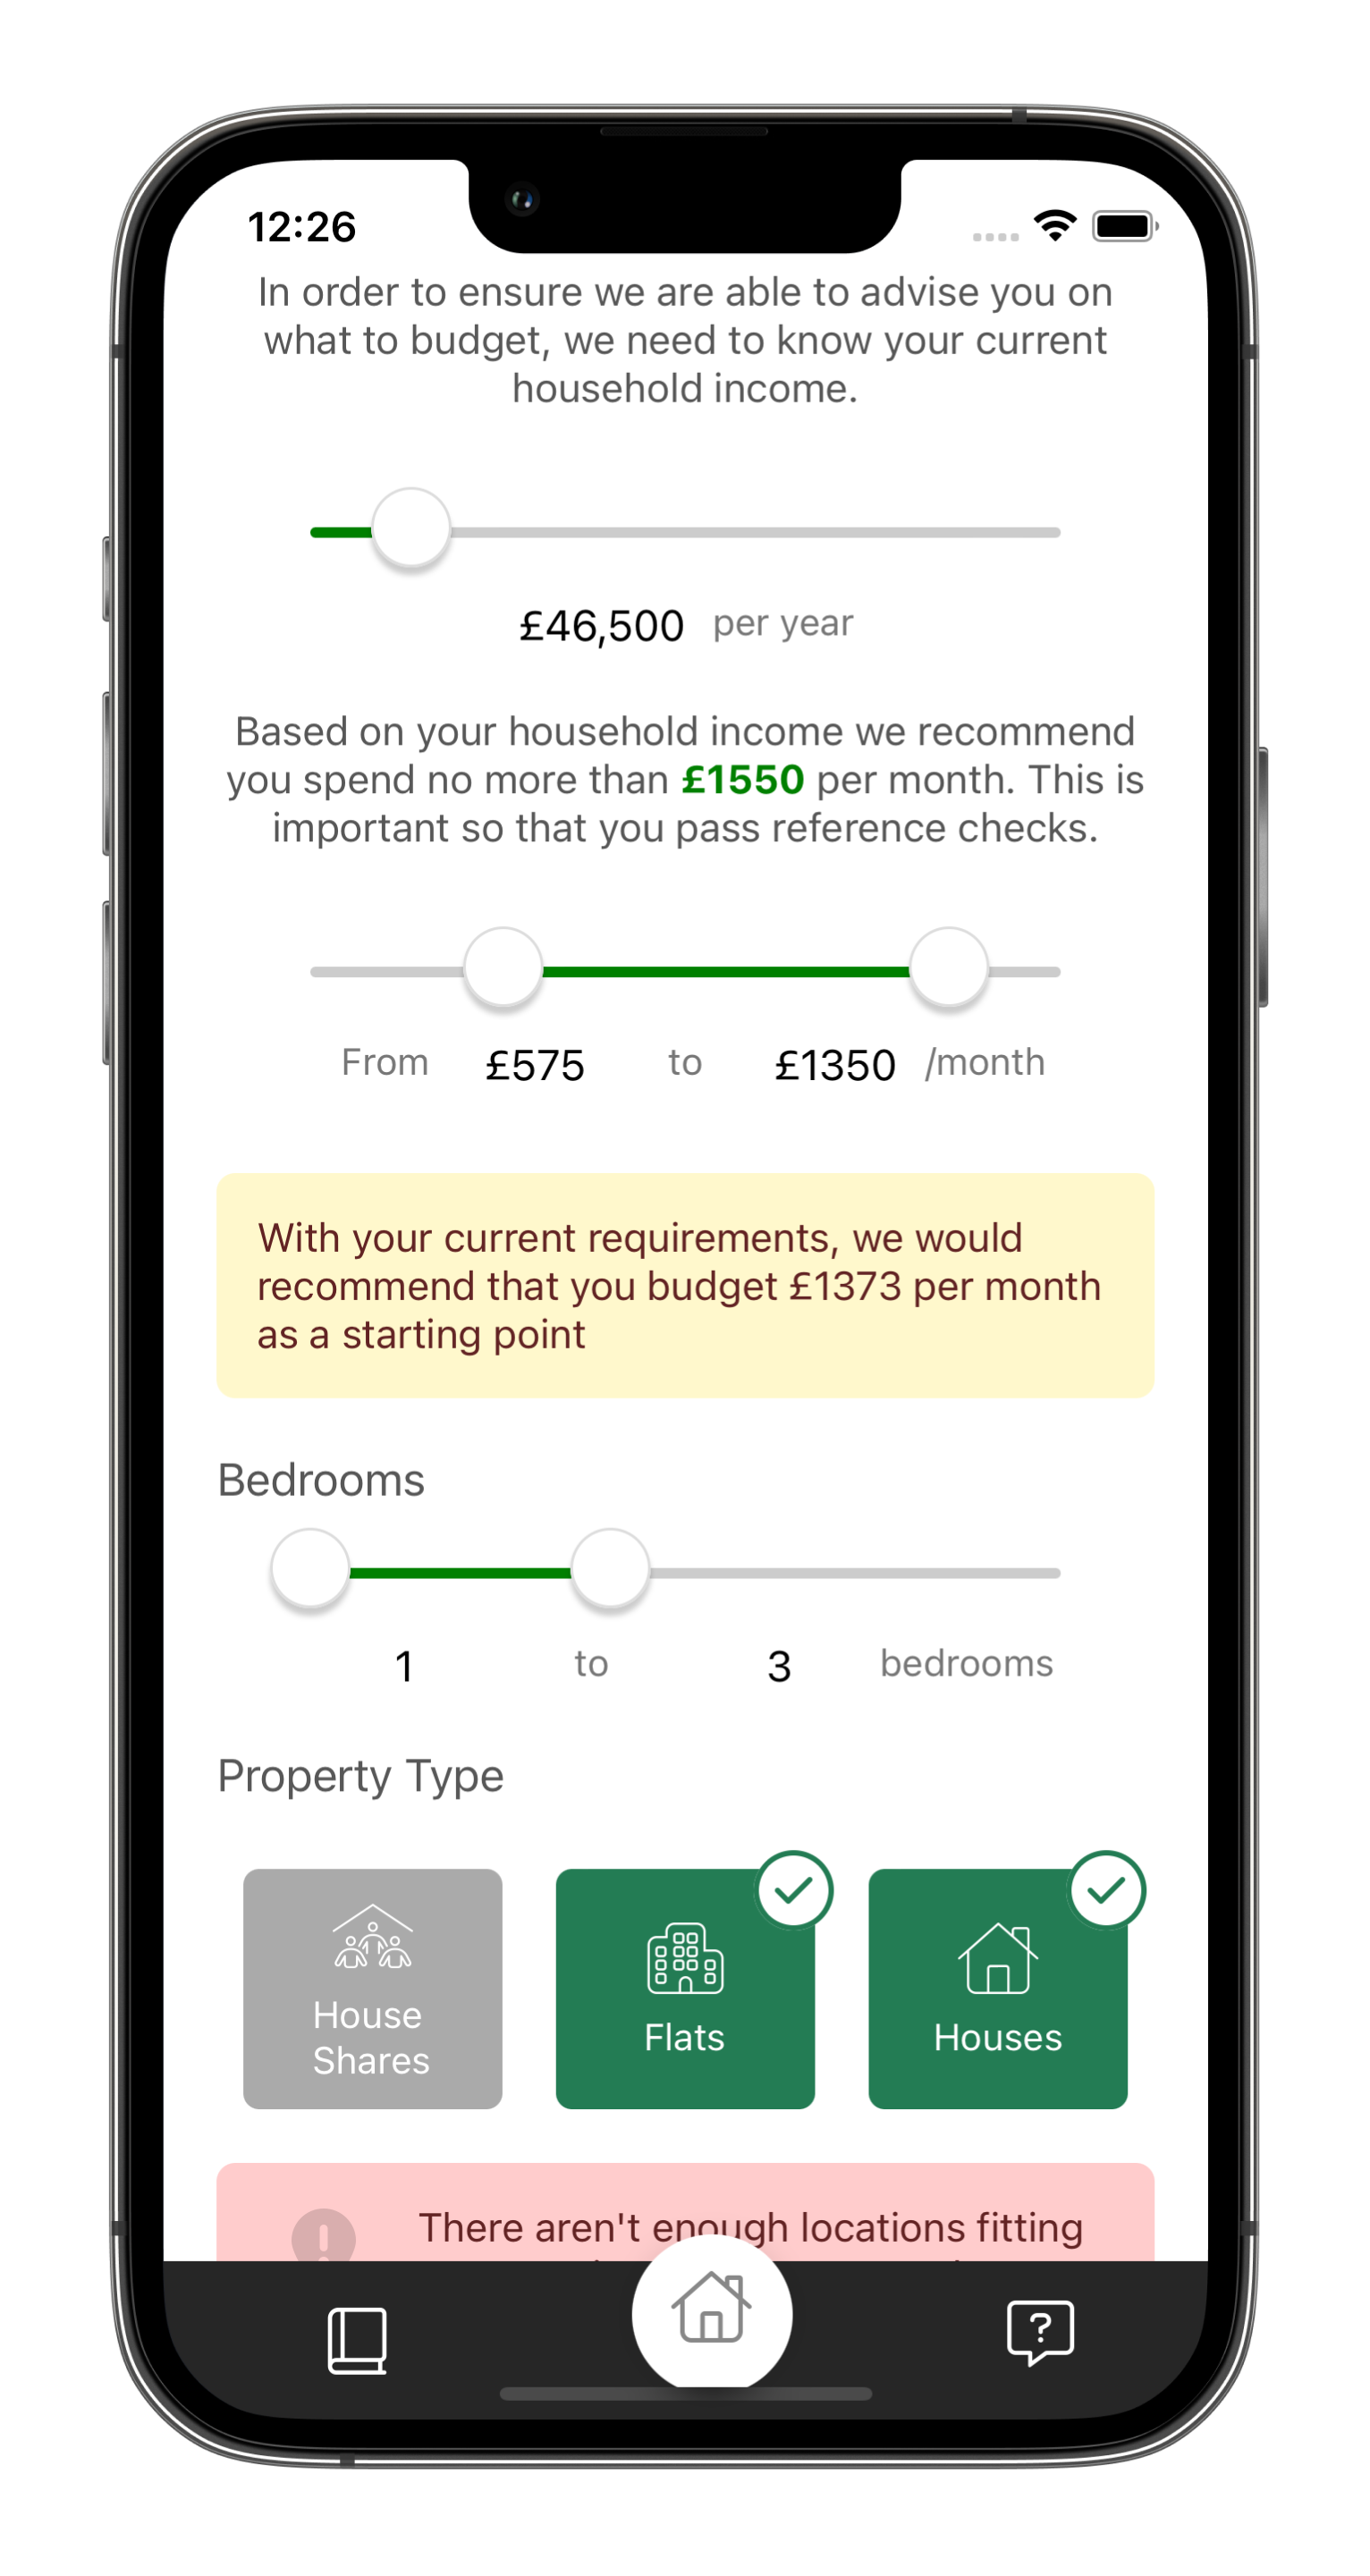 12:26
In order to ensure we are able to advise you on
what to budget, we need to know your current
household income.
£46,500 per year
Based on your household income we recommend
you spend no more than £1550 per month. This is
important so that you pass reference checks.
From £575 to £1350 /month
With your current requirements, we would
recommend that you budget £1373 per month
as a starting point
Bedrooms
1 to 3 bedrooms
Property Type
House
Shares
Flats
Houses
There aren't enough locations fitting